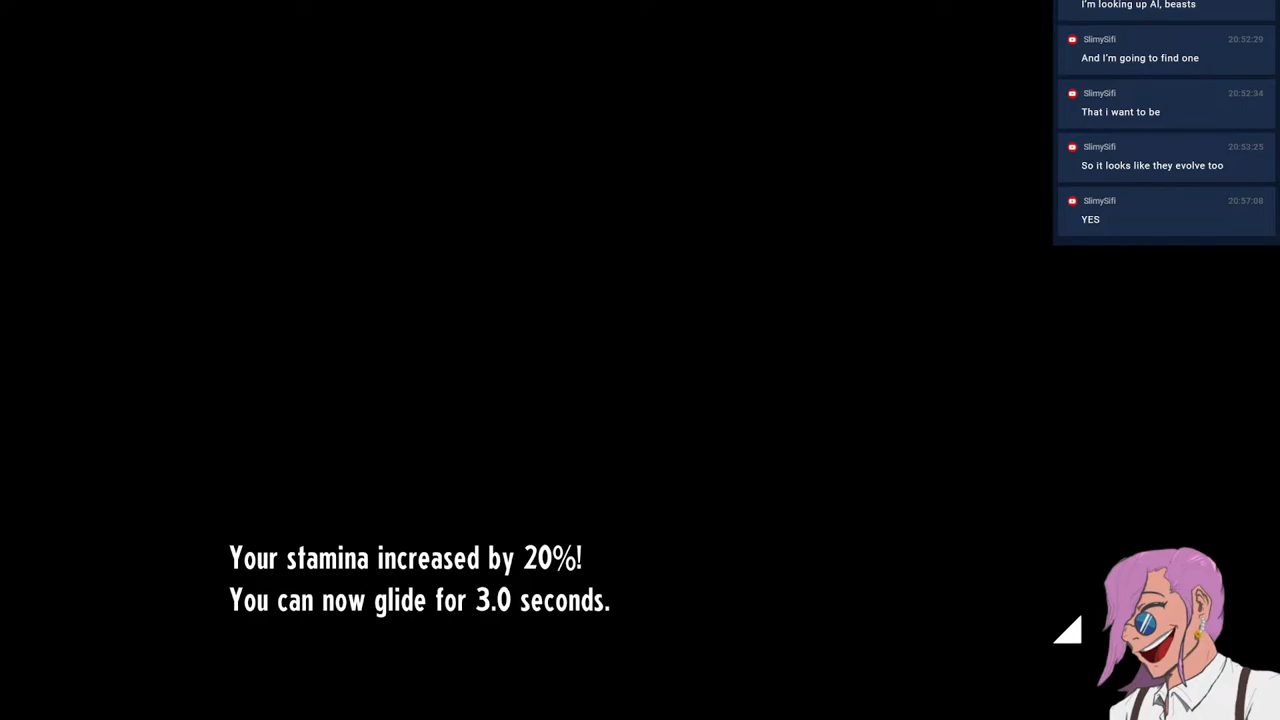 I'm looking up AI, beasts
SlimySifi 20:52:29
And I'm going to find one
SlimySifi 20:52:34
That i want to be
SlimySifi 20:53:25
So it looks like they evolve too
SlimySifi 20:57:08
YES
Your stamina increased by 20%!
You can now glide for 3.0 seconds.